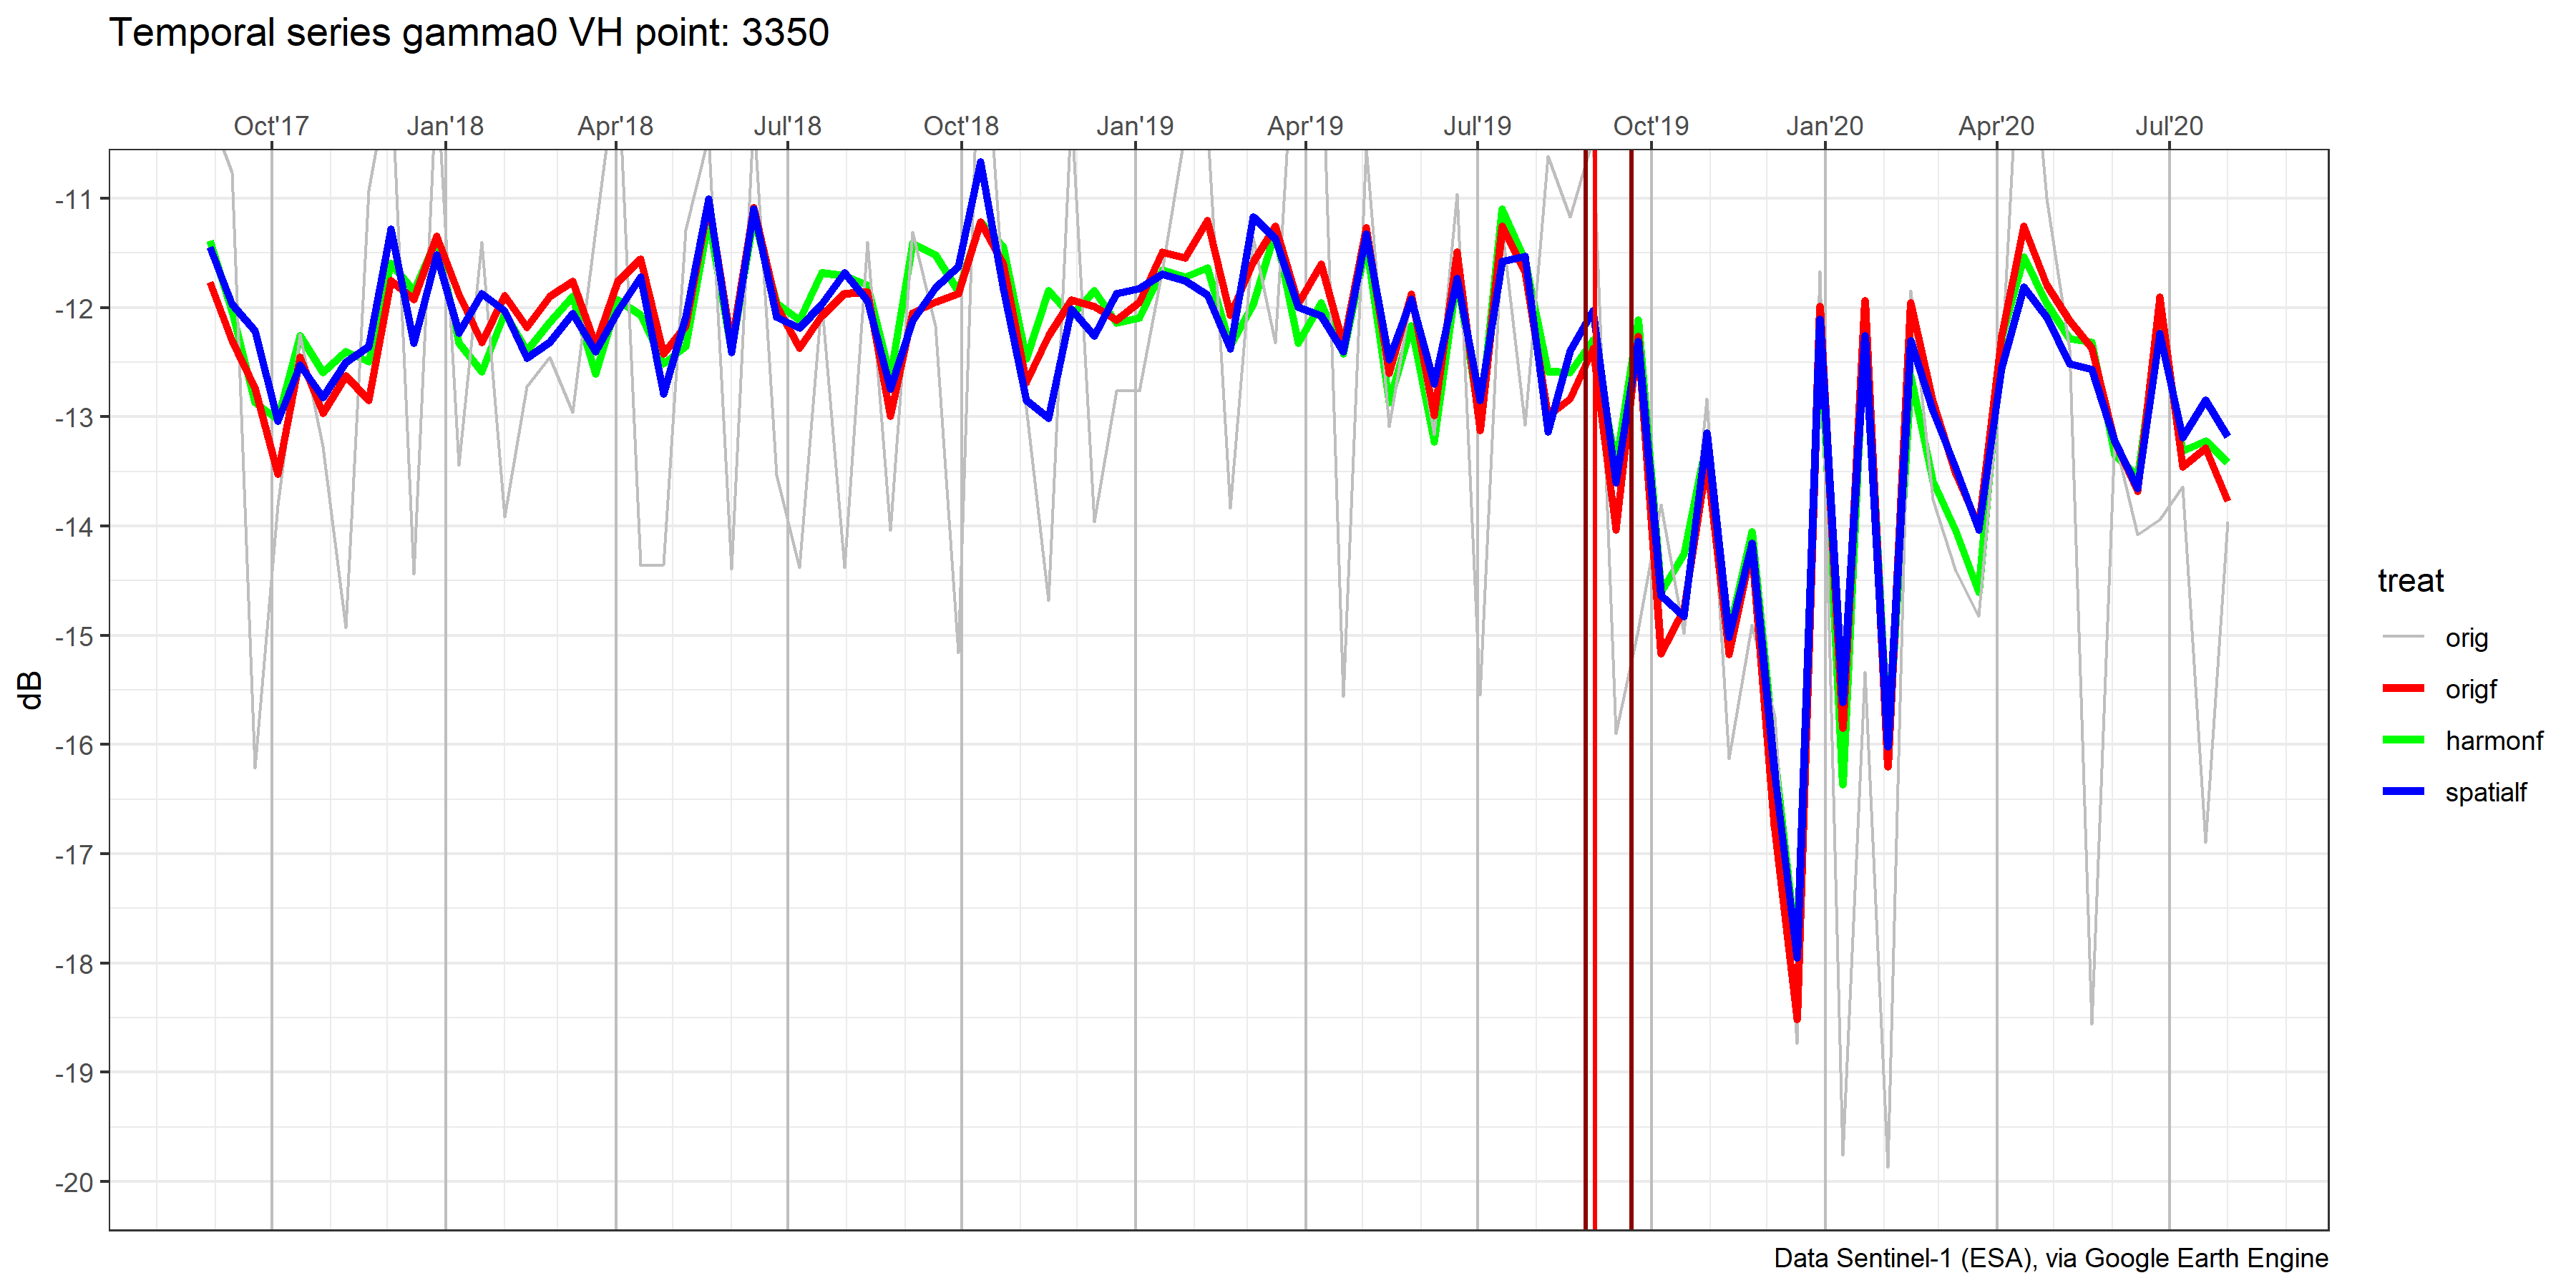 Temporal series gamma0 VH point: 3350
Oct'17 Jan'18 Apr'18 Jul'18 Oct'18 Jan'19 Apr'19 Jul'19 Oct'19 Jan'20 Apr'20 Jul'20
-11
-12
-13
-14
-15
-16
-17
-18
-19
-20
dB
treat
orig
origf
harmonf
spatialf
Data Sentinel-1 (ESA), via Google Earth Engine